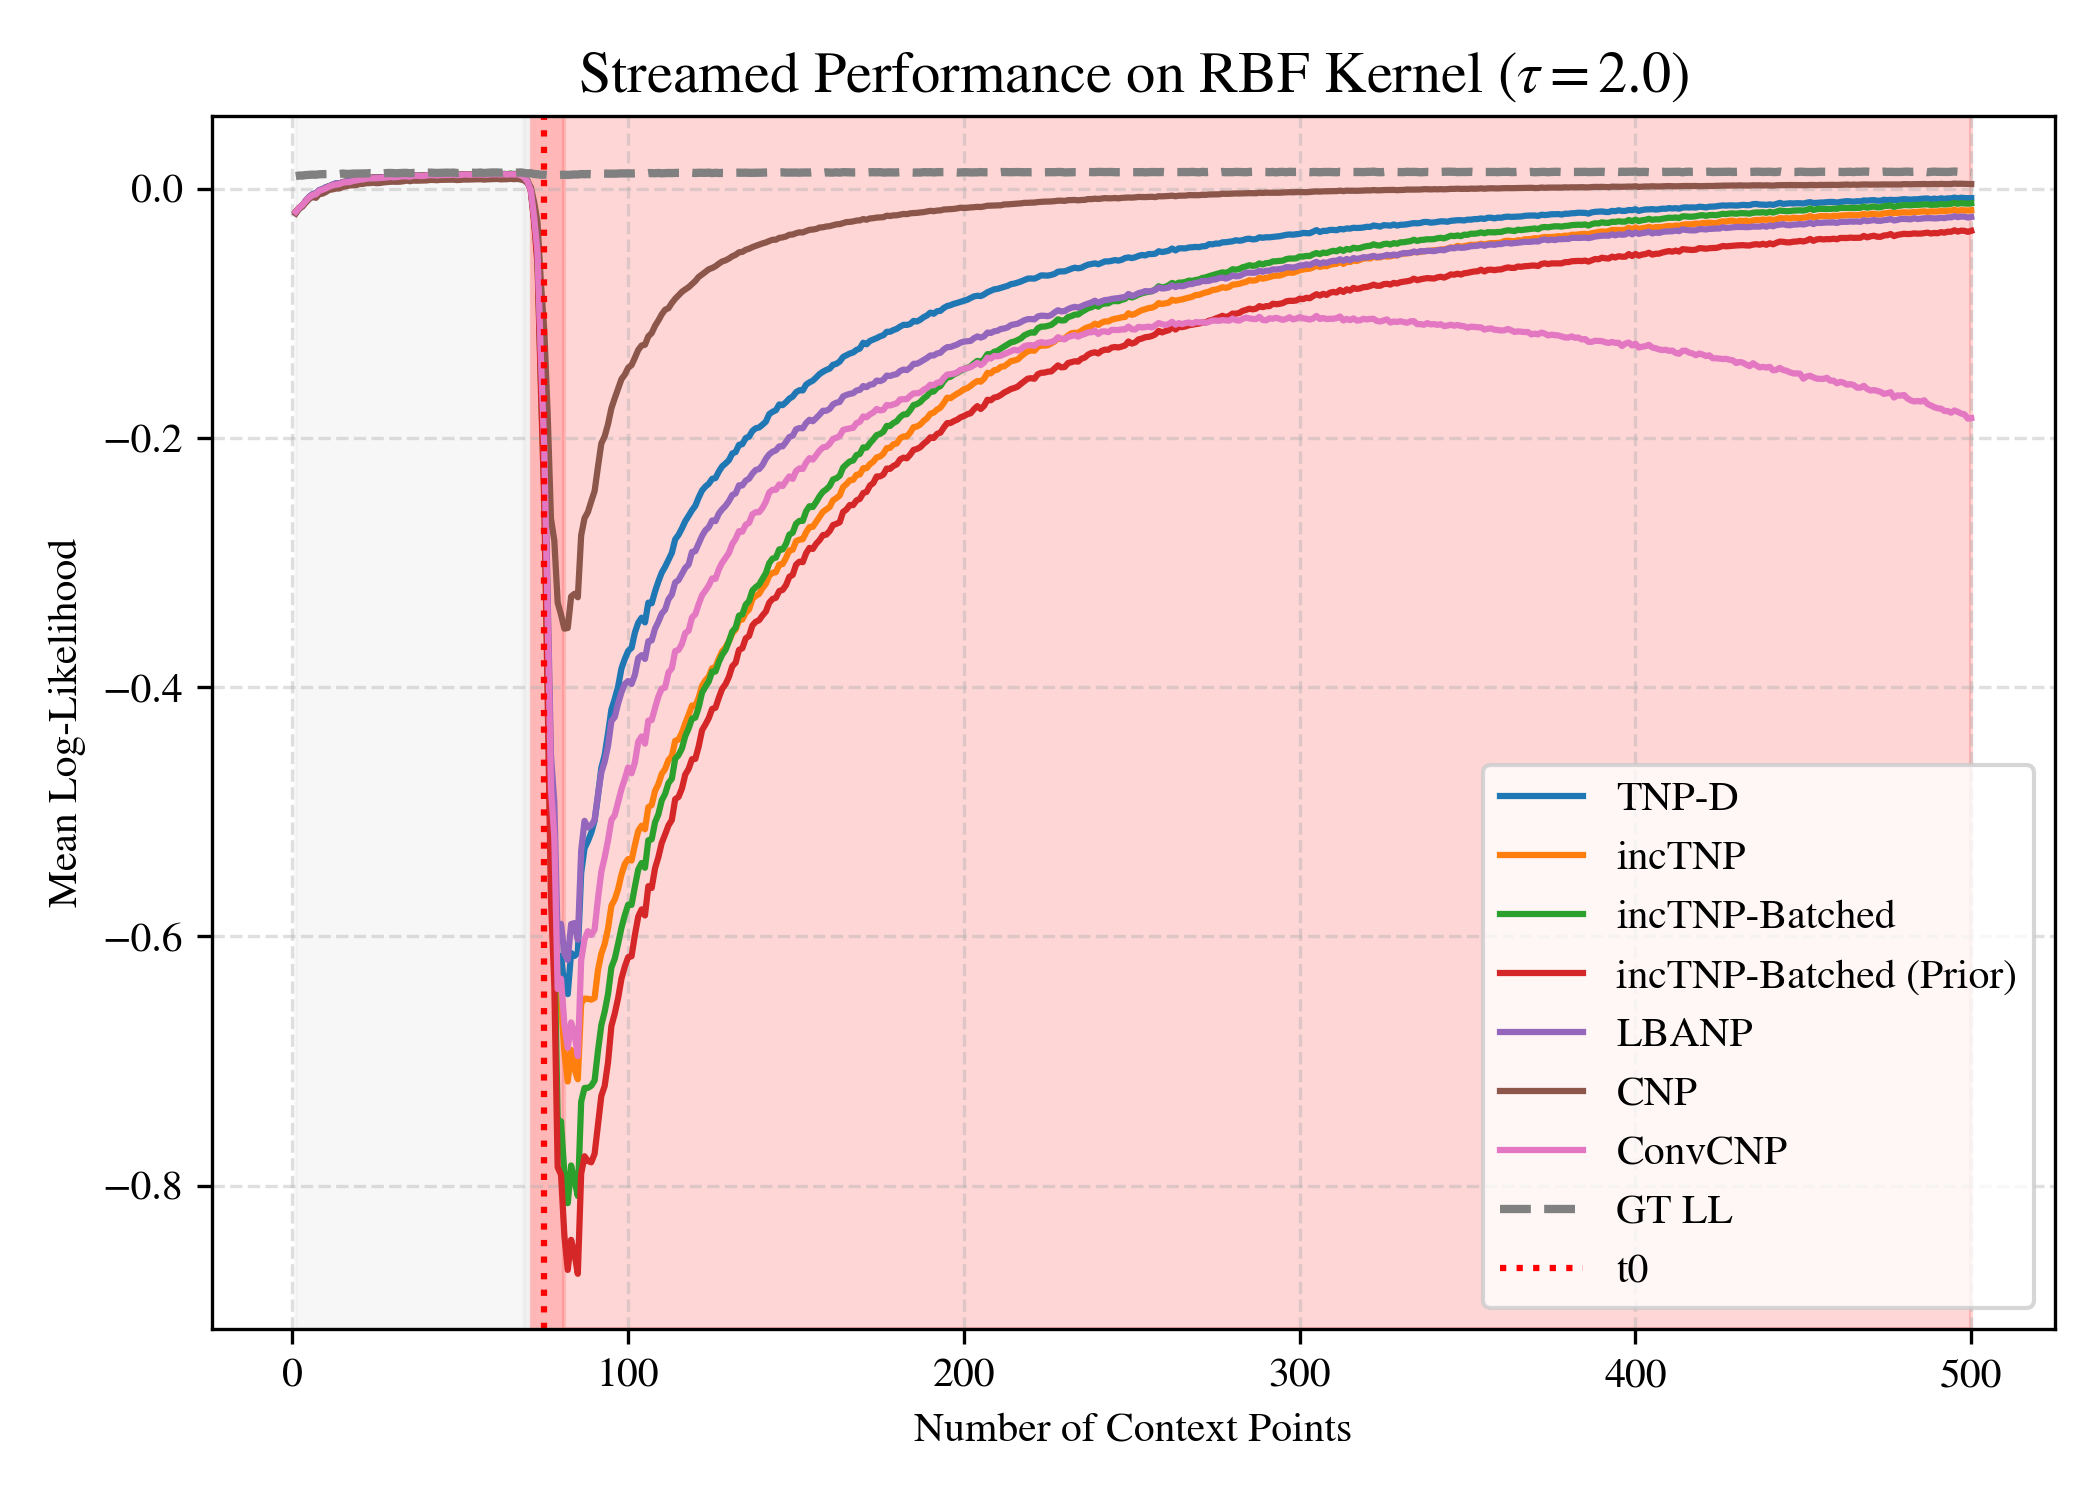 Streamed Performance on RBF Kernel (τ = 2.0)
Mean Log-Likelihood
0.0
−0.2
−0.4
−0.6
−0.8
0
100
200
300
400
500
Number of Context Points
TNP-D
incTNP
incTNP-Batched
incTNP-Batched (Prior)
LBANP
CNP
ConvCNP
GT LL
t0